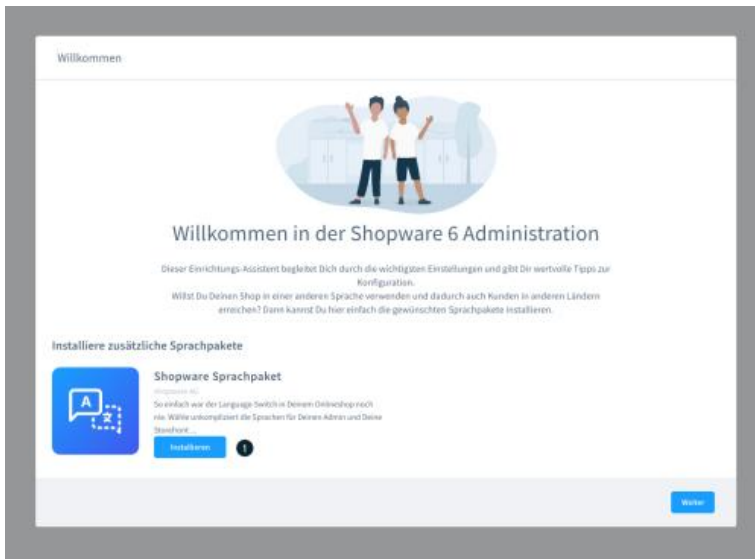 Willkommen
Willkommen in der Shopware 6 Administration
Dieser Einrichtungs-Assistent begleitet Dich durch die wichtigsten Einstellungen und gibt Dir wertvolle Tipps zur
Konfiguration.
Willst Du Deinen Shop in einer anderen Sprache verwenden und dadurch auch Kunden in anderen Ländern
erreichen? Dann kannst Du hier einfach die gewünschten Sprachpakete installieren.
Installiere zusätzliche Sprachpakete
Shopware Sprachpaket
shopware AG
So einfach war der Language Switch in Deinem Onlineshop noch
nie. Wähle unkompliziert die Sprachen für Deinen Admin und Deine
Storefront ...
A
文
Installieren
1
Weiter